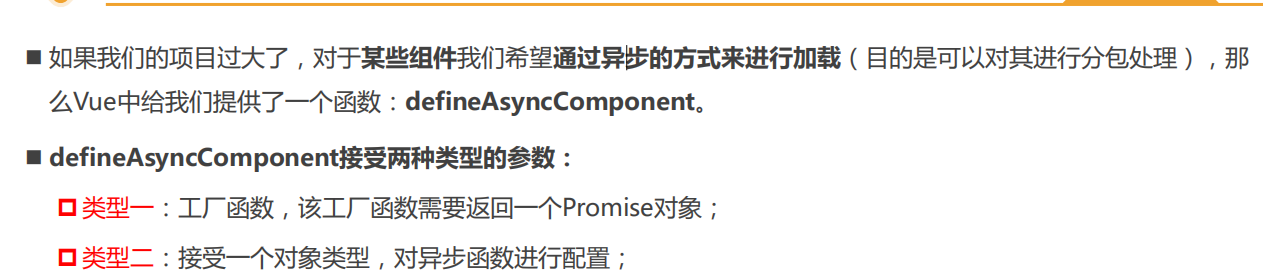 如果我们的项目过大了，对于某些组件我们希望通过异步的方式来进行加载（目的是可以对其进行分包处理），那
么Vue中给我们提供了一个函数：defineAsyncComponent。
defineAsyncComponent接受两种类型的参数：
类型一：工厂函数，该工厂函数需要返回一个Promise对象；
类型二：接受一个对象类型，对异步函数进行配置；